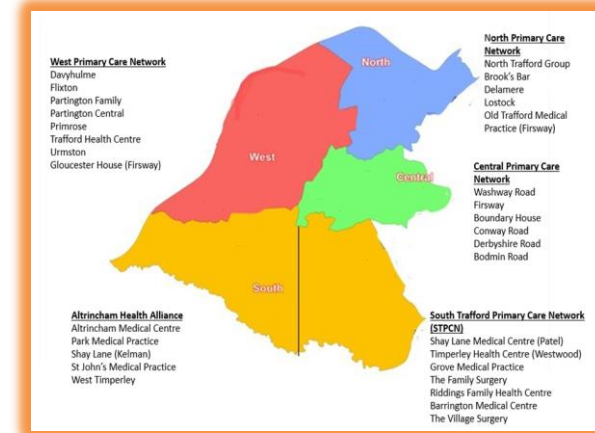 West Primary Care Network
Davyhulme
Flixton
Partington Family
Partington Central
Primrose
Trafford Health Centre
Urmston
Gloucester House (Firsway)
North
West
Central
South
North Primary Care
Network
North Trafford Group
Brook's Bar
Delamere
Lostock
Old Trafford Medical
Practice (Firsway)
Central Primary Care
Network
Washway Road
Firsway
Boundary House
Conway Road
Derbyshire Road
Bodmin Road
Altrincham Health Alliance
Altrincham Medical Centre
Park Medical Practice
Shay Lane (Kelman)
St John's Medical Practice
West Timperley
South Trafford Primary Care Network
(STPCN)
Shay Lane Medical Centre (Patel)
Timperley Health Centre (Westwood)
Grove Medical Practice
The Family Surgery
Riddings Family Health Centre
Barrington Medical Centre
The Village Surgery